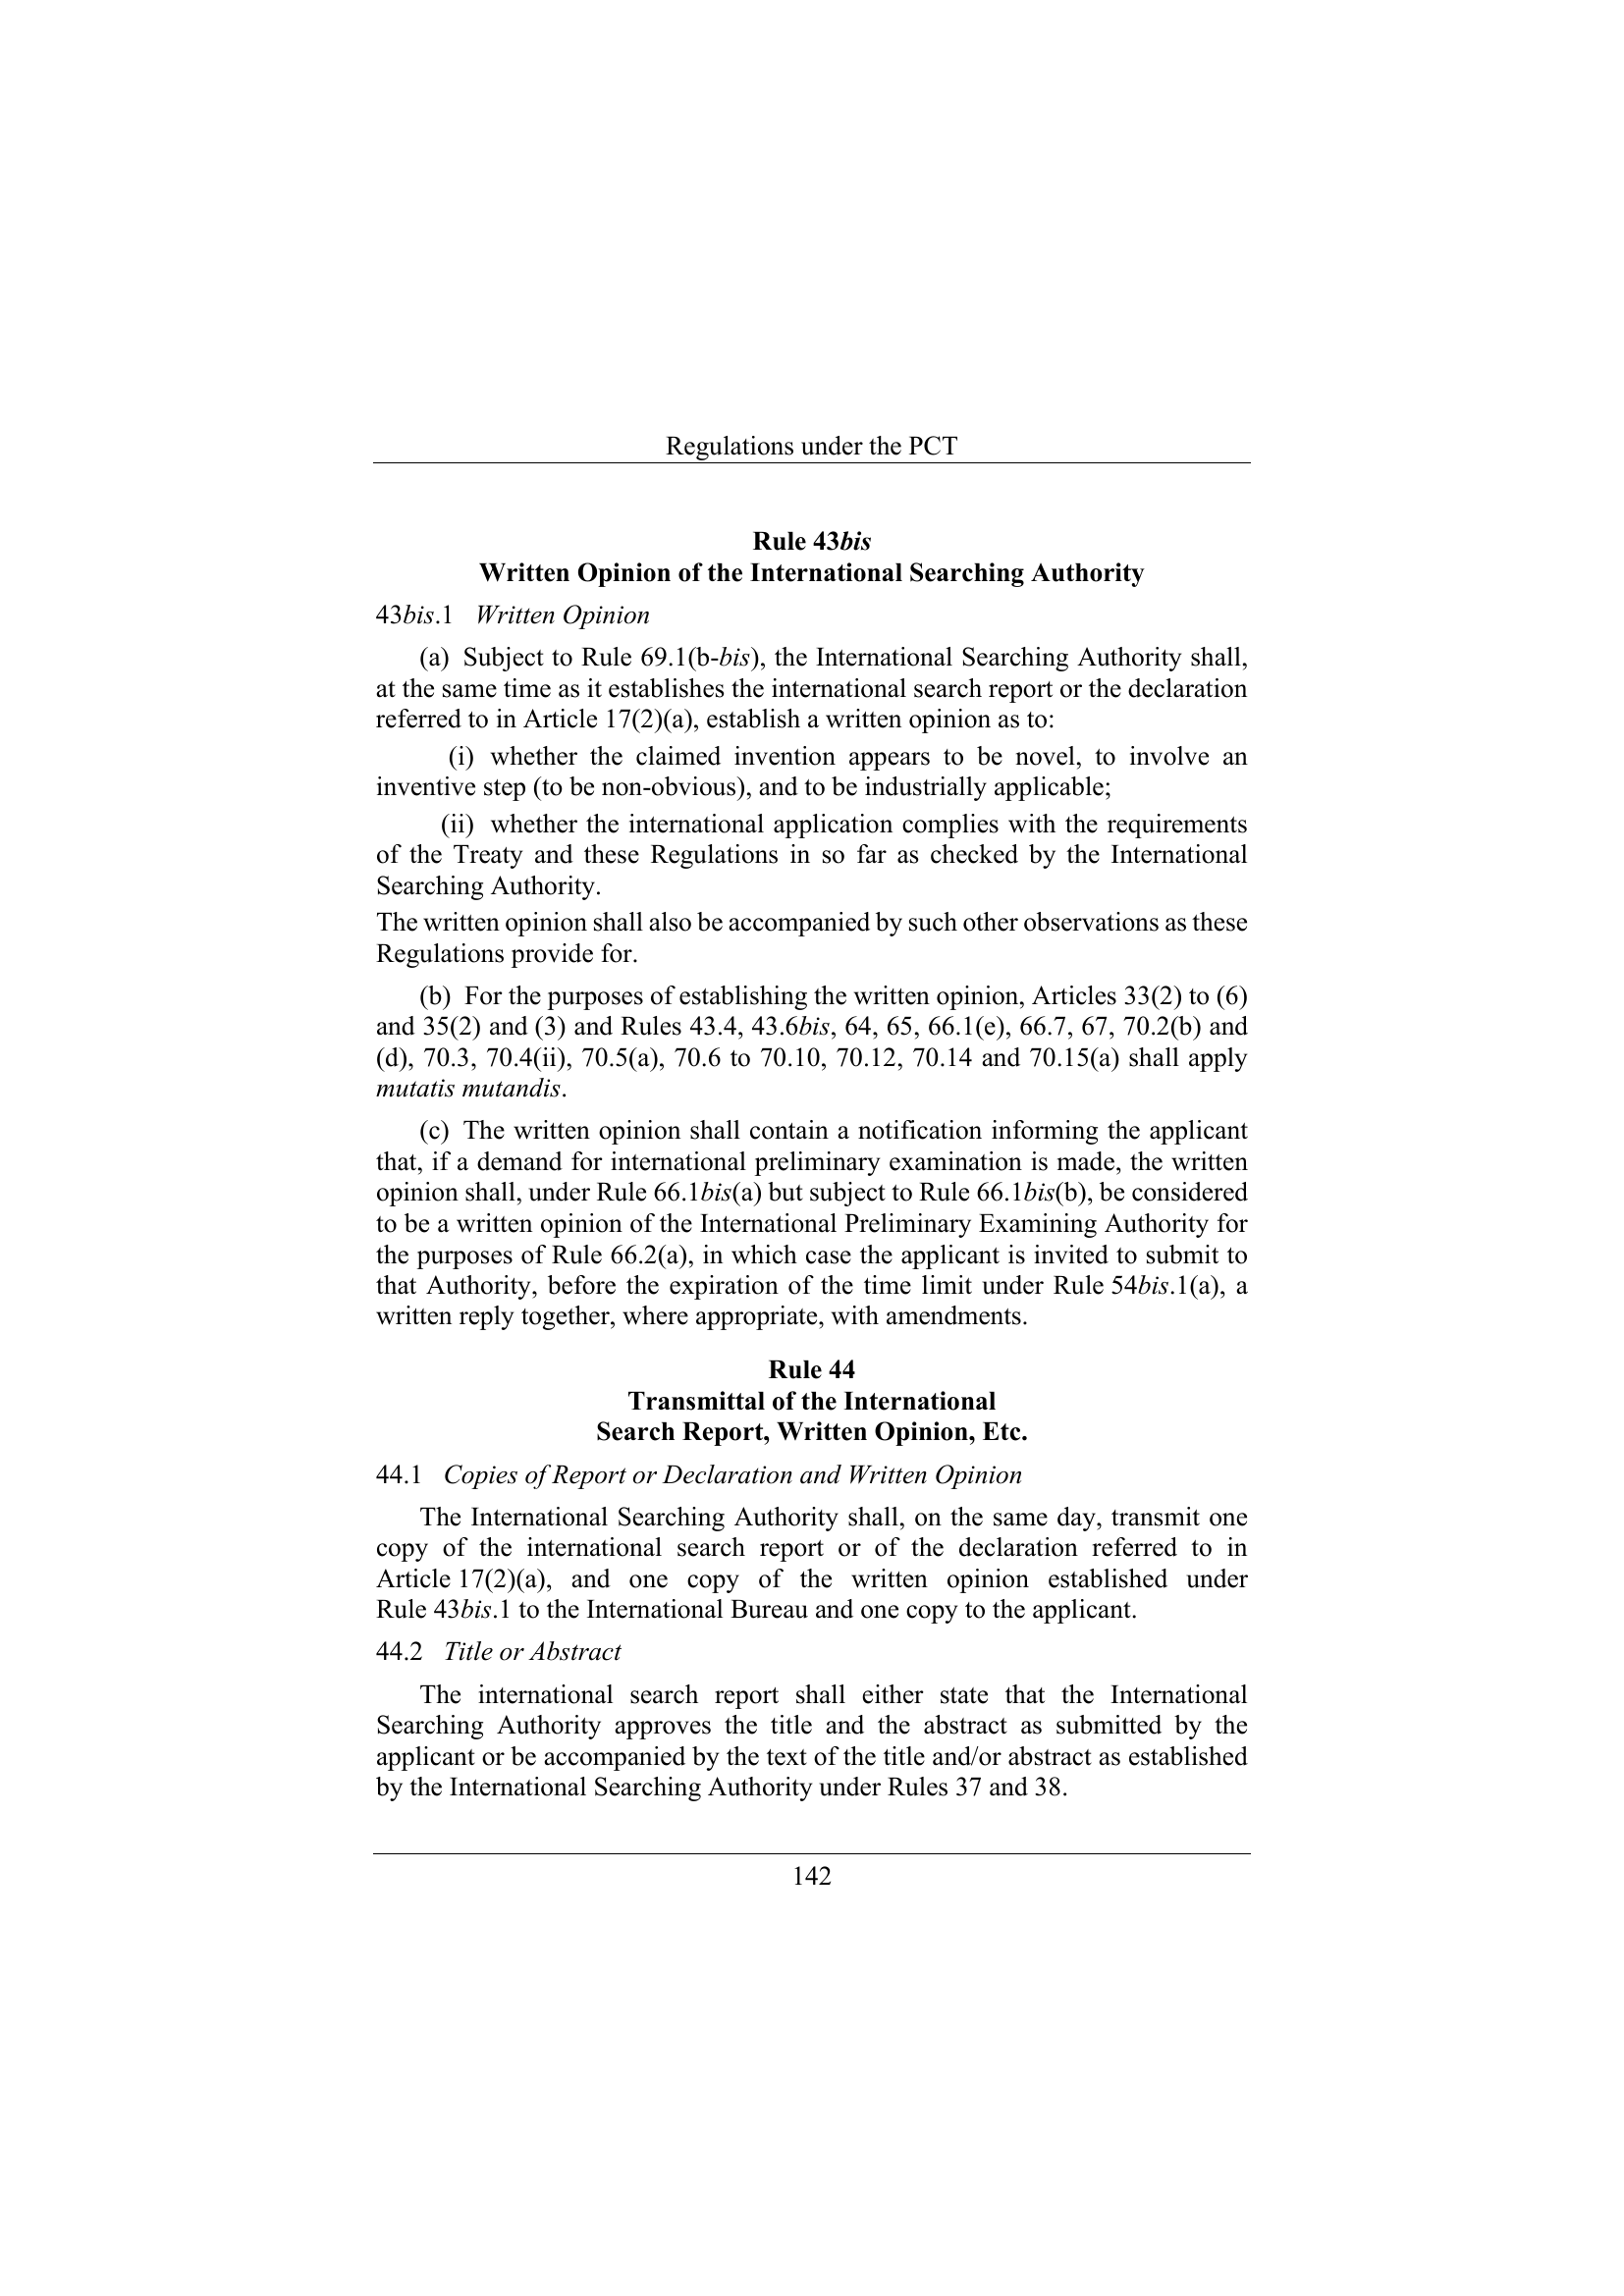 Regulations under the PCT
Rule 43bis
Written Opinion of the International Searching Authority
43bis.1 Written Opinion
(a) Subject to Rule 69.1(b-bis), the International Searching Authority shall,
at the same time as it establishes the international search report or the declaration
referred to in Article 17(2)(a), establish a written opinion as to:
(i) whether the claimed invention appears to be novel, to involve an
inventive step (to be non-obvious), and to be industrially applicable;
(ii) whether the international application complies with the requirements
of the Treaty and these Regulations in so far as checked by the International
Searching Authority.
The written opinion shall also be accompanied by such other observations as these
Regulations provide for.
(b) For the purposes of establishing the written opinion, Articles 33(2) to (6)
and 35(2) and (3) and Rules 43.4, 43.6bis, 64, 65, 66.1(e), 66.7, 67, 70.2(b) and
(d), 70.3, 70.4(ii), 70.5(a), 70.6 to 70.10, 70.12, 70.14 and 70.15(a) shall apply
mutatis mutandis.
(c) The written opinion shall contain a notification informing the applicant
that, if a demand for international preliminary examination is made, the written
opinion shall, under Rule 66.1bis(a) but subject to Rule 66.1bis(b), be considered
to be a written opinion of the International Preliminary Examining Authority for
the purposes of Rule 66.2(a), in which case the applicant is invited to submit to
that Authority, before the expiration of the time limit under Rule 54bis.1(a), a
written reply together, where appropriate, with amendments.
Rule 44
Transmittal of the International
Search Report, Written Opinion, Etc.
44.1 Copies of Report or Declaration and Written Opinion
The International Searching Authority shall, on the same day, transmit one
copy of the international search report or of the declaration referred to in
Article 17(2)(a), and one copy of the written opinion established under
Rule 43bis.1 to the International Bureau and one copy to the applicant.
44.2 Title or Abstract
The international search report shall either state that the International
Searching Authority approves the title and the abstract as submitted by the
applicant or be accompanied by the text of the title and/or abstract as established
by the International Searching Authority under Rules 37 and 38.
142